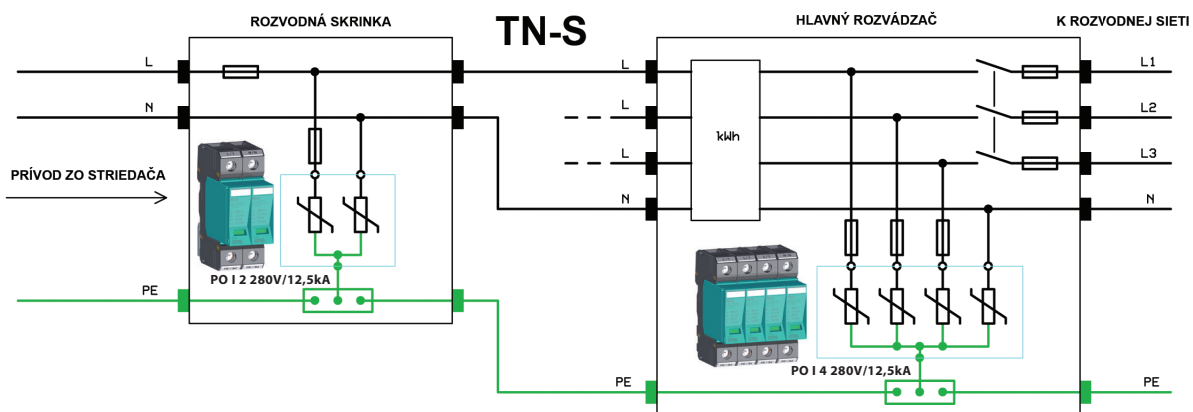 ROZVODNÁ SKRINKA
TN-S
HLAVNÝ ROZVÁDZAČ
K ROZVODNEJ SIETI
L
L
L1
N
L
L2
kWh
L
L3
PRÍVOD ZO STRIEDAČA
N
N
PO I 2 280V/12,5kA
PE
PO I 4 280V/12,5kA
PE
PE